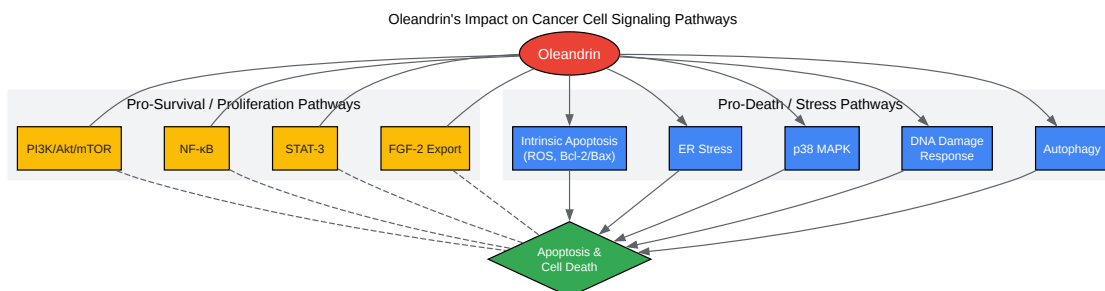 Oleandrin's Impact on Cancer Cell Signaling Pathways
Oleandrin
Pro-Survival / Proliferation Pathways
Pro-Death / Stress Pathways
PI3K/Akt/mTOR
NF-κB
STAT-3
FGF-2 Export
Intrinsic Apoptosis
(ROS, Bcl-2/Bax)
ER Stress
p38 MAPK
DNA Damage
Response
Autophagy
Apoptosis &
Cell Death